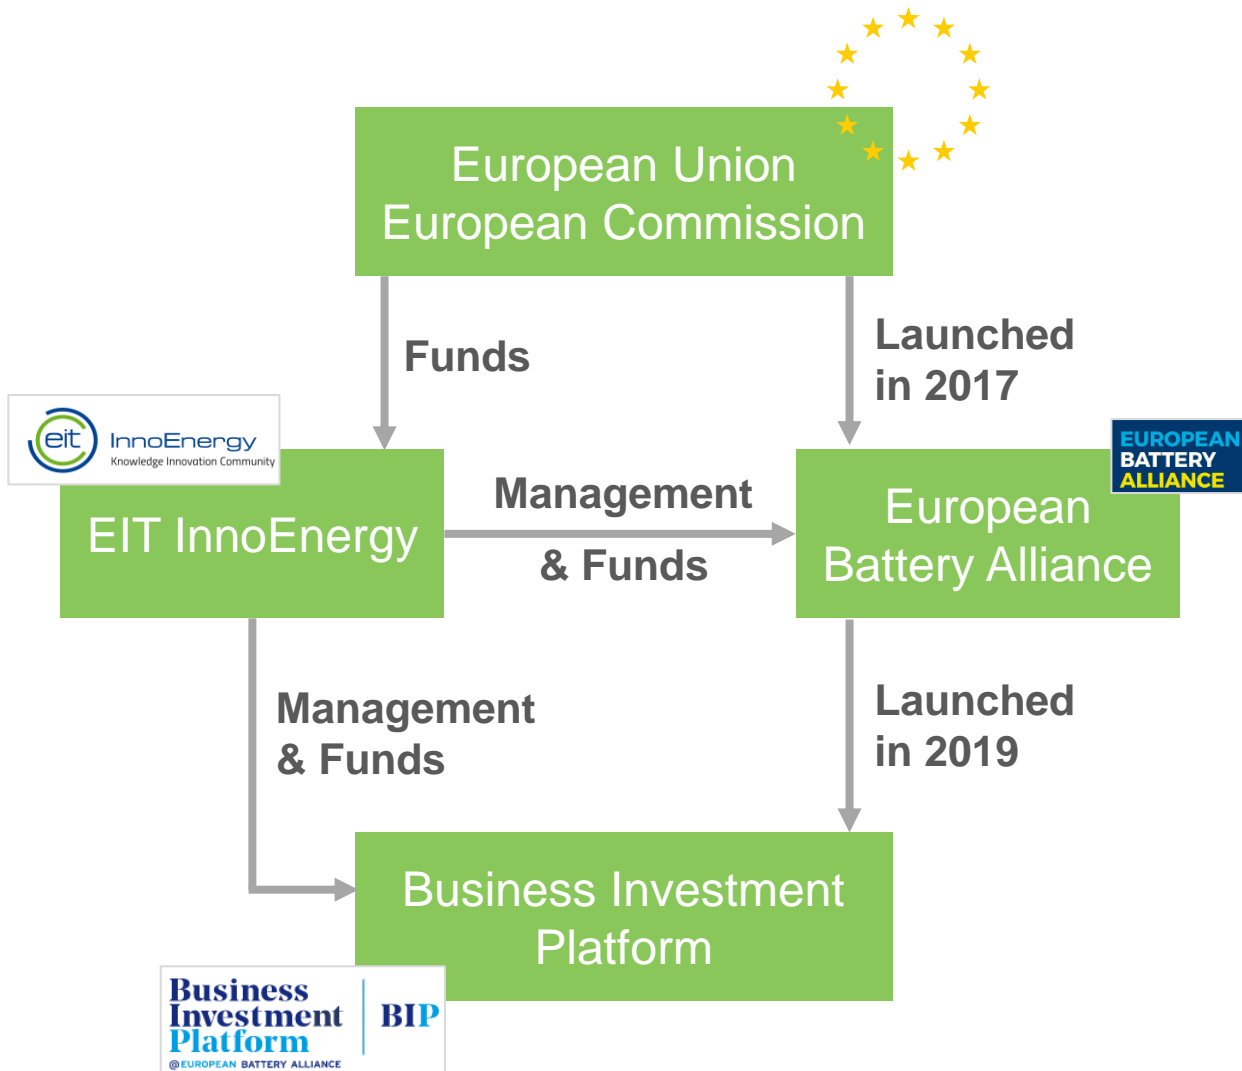 European Union
European Commission
Funds
Launched
in 2017
eit
InnoEnergy
Knowledge Innovation Community
EUROPEAN
BATTERY
ALLIANCE
EIT InnoEnergy
Management
& Funds
European
Battery Alliance
Management
& Funds
Launched
in 2019
Business Investment
Platform
Business
Investment
Platform
@EUROPEAN BATTERY ALLIANCE
BIP